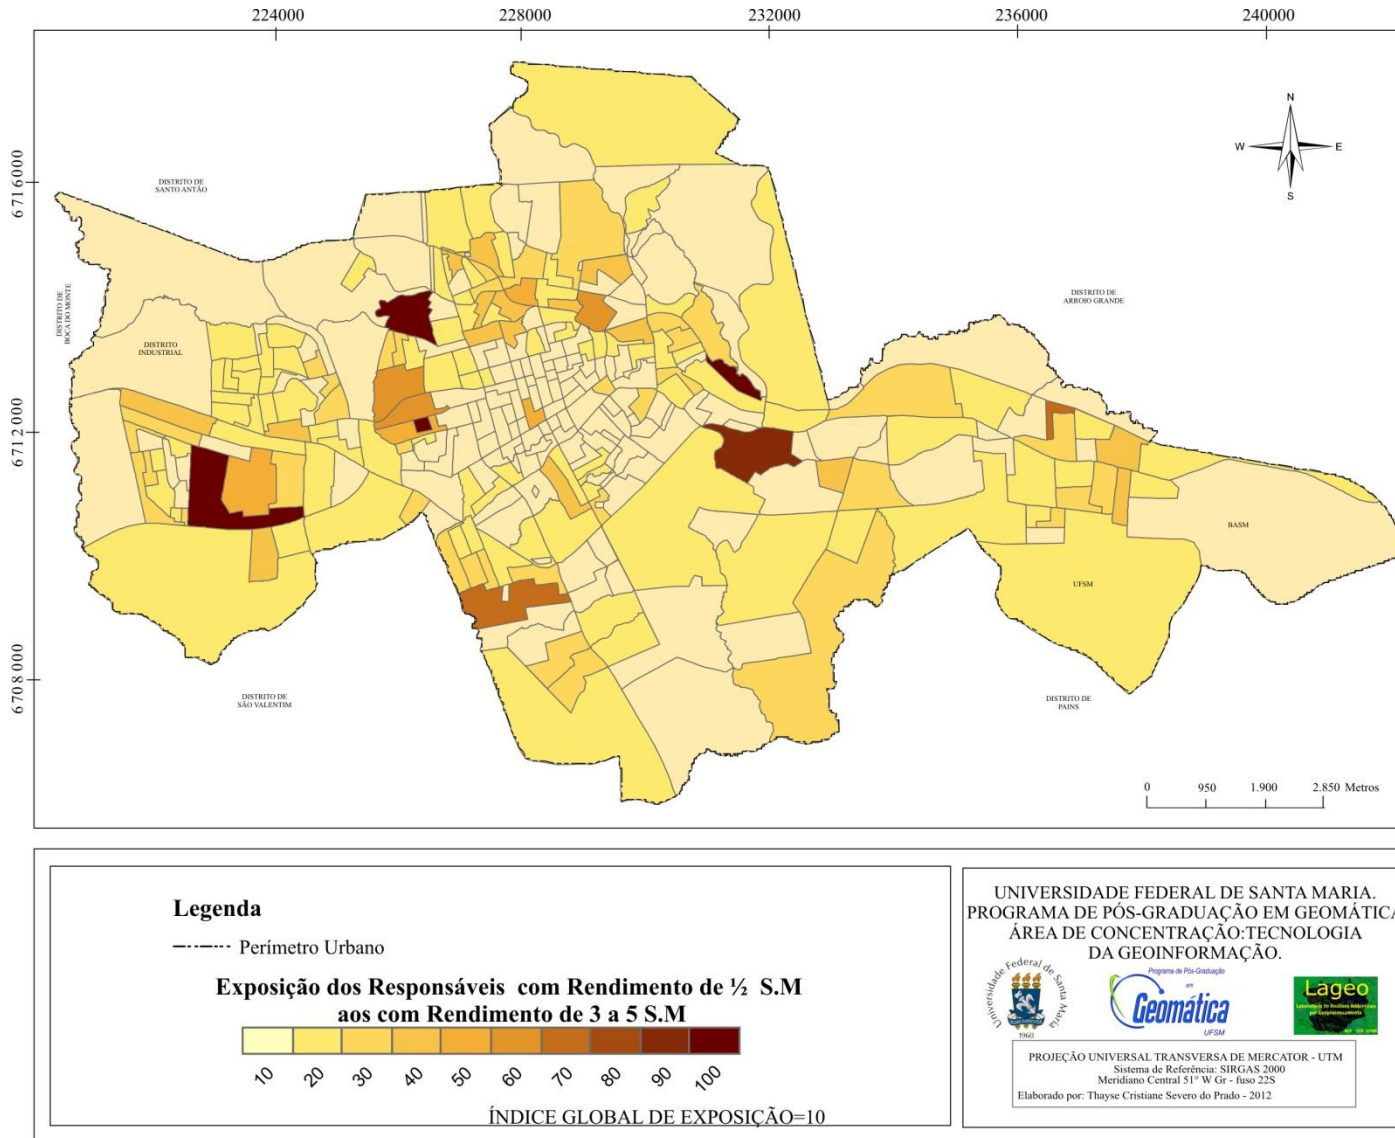 224000
228000
232000
236000
240000
6716000
6712000
6708000
N
W
E
S
DISTRITO DE
SANTO ANTÃO
DISTRITO DE
BOCA DO MONTE
DISTRITO
INDUSTRIAL
DISTRITO DE
ARROIO GRANDE
BASM
UFSM
DISTRITO DE
SÃO VALENTIM
DISTRITO DE
PAINS
0 950 1.900 2.850 Metros
Legenda
Perímetro Urbano
Exposição dos Responsáveis com Rendimento de ½ S.M
aos com Rendimento de 3 a 5 S.M
10 20 30 40 50 60 70 80 90 100
ÍNDICE GLOBAL DE EXPOSIÇÃO=10
UNIVERSIDADE FEDERAL DE SANTA MARIA.
PROGRAMA DE PÓS-GRADUAÇÃO EM GEOMÁTICA
ÁREA DE CONCENTRAÇÃO:TECNOLOGIA
DA GEOINFORMAÇÃO.
Universidade Federal de Santa Maria
1960
Programa de Pós-Graduação
em
Geomática
UFSM
Lageo
PROJEÇÃO UNIVERSAL TRANSVERSA DE MERCATOR - UTM
Sistema de Referência: SIRGAS 2000
Meridiano Central 51° W Gr - fuso 22S
Elaborado por: Thayse Cristiane Severo do Prado - 2012